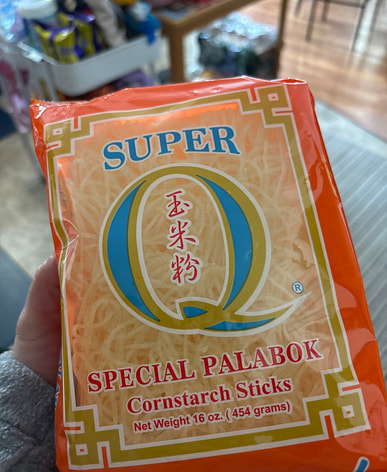 SUPER
Q
玉米粉
®
SPECIAL PALABOK
Cornstarch Sticks
Net Weight 16 oz. ( 454 grams)